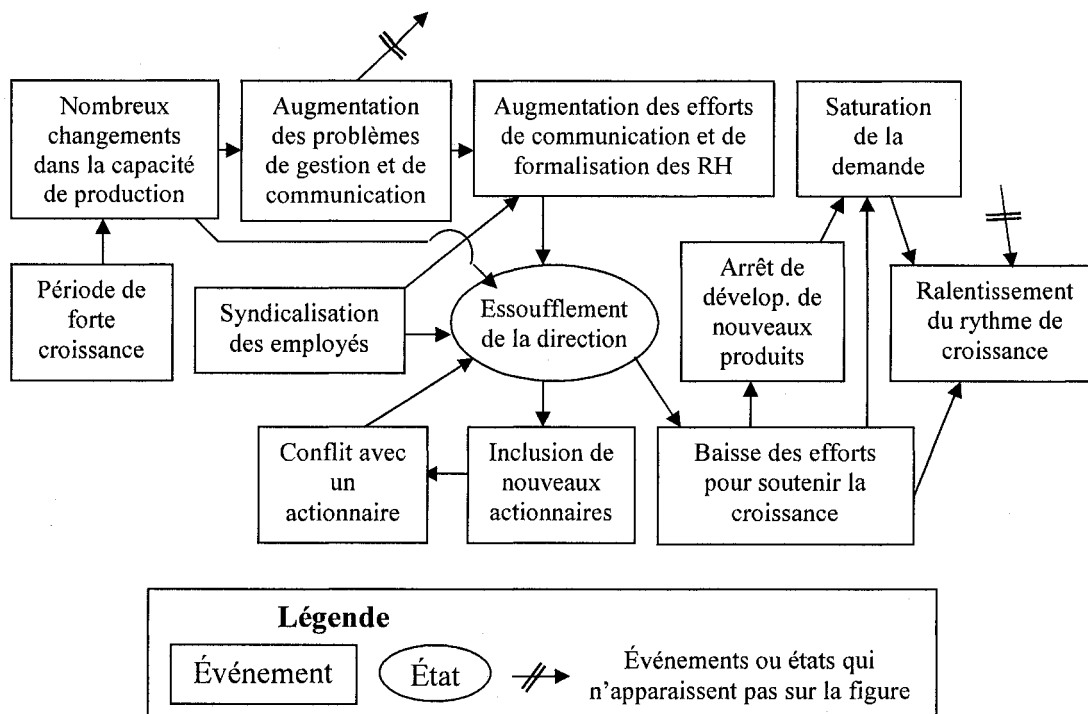 Nombreux
changements
dans la capacité
de production
Augmentation
des problèmes
de gestion et de
communication
Augmentation des efforts
de communication et de
formalisation des RH
Saturation
de la
demande
Période de
forte
croissance
Syndicalisation
des employés
Essoufflement
de la direction
Arrêt de
dévelop. de
nouveaux
produits
Ralentissement
du rythme de
croissance
Conflit avec
un
actionnaire
Inclusion de
nouveaux
actionnaires
Baisse des efforts
pour soutenir la
croissance
Légende
Événement
État
Événements ou états qui
n'apparaissent pas sur la figure